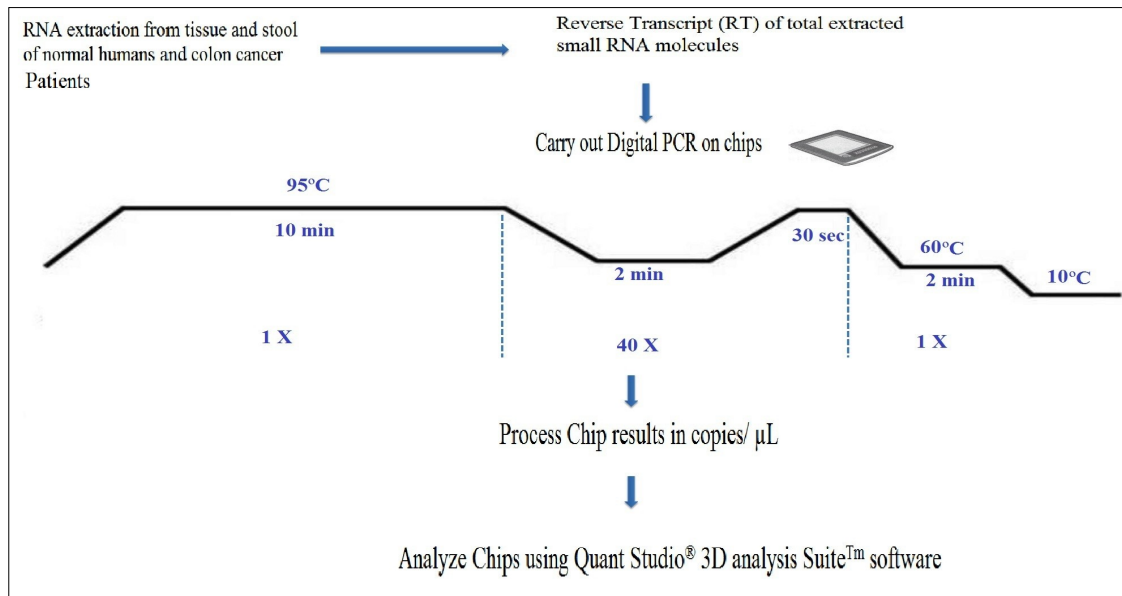 RNA extraction from tissue and stool
of normal humans and colon cancer
Patients
Reverse Transcript (RT) of total extracted
small RNA molecules
Carry out Digital PCR on chips
95°C
10 min
2 min
30 sec
60°C
2 min
10°C
1 X
40 X
1 X
Process Chip results in copies/ µL
Analyze Chips using Quant Studio® 3D analysis Suite™ software